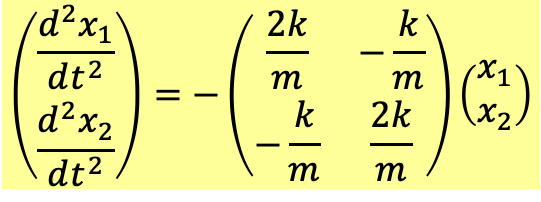 (d²x₁/dt²) = −(2k/m −k/m)(x₁)
(d²x₂/dt²) (−k/m 2k/m)(x₂)